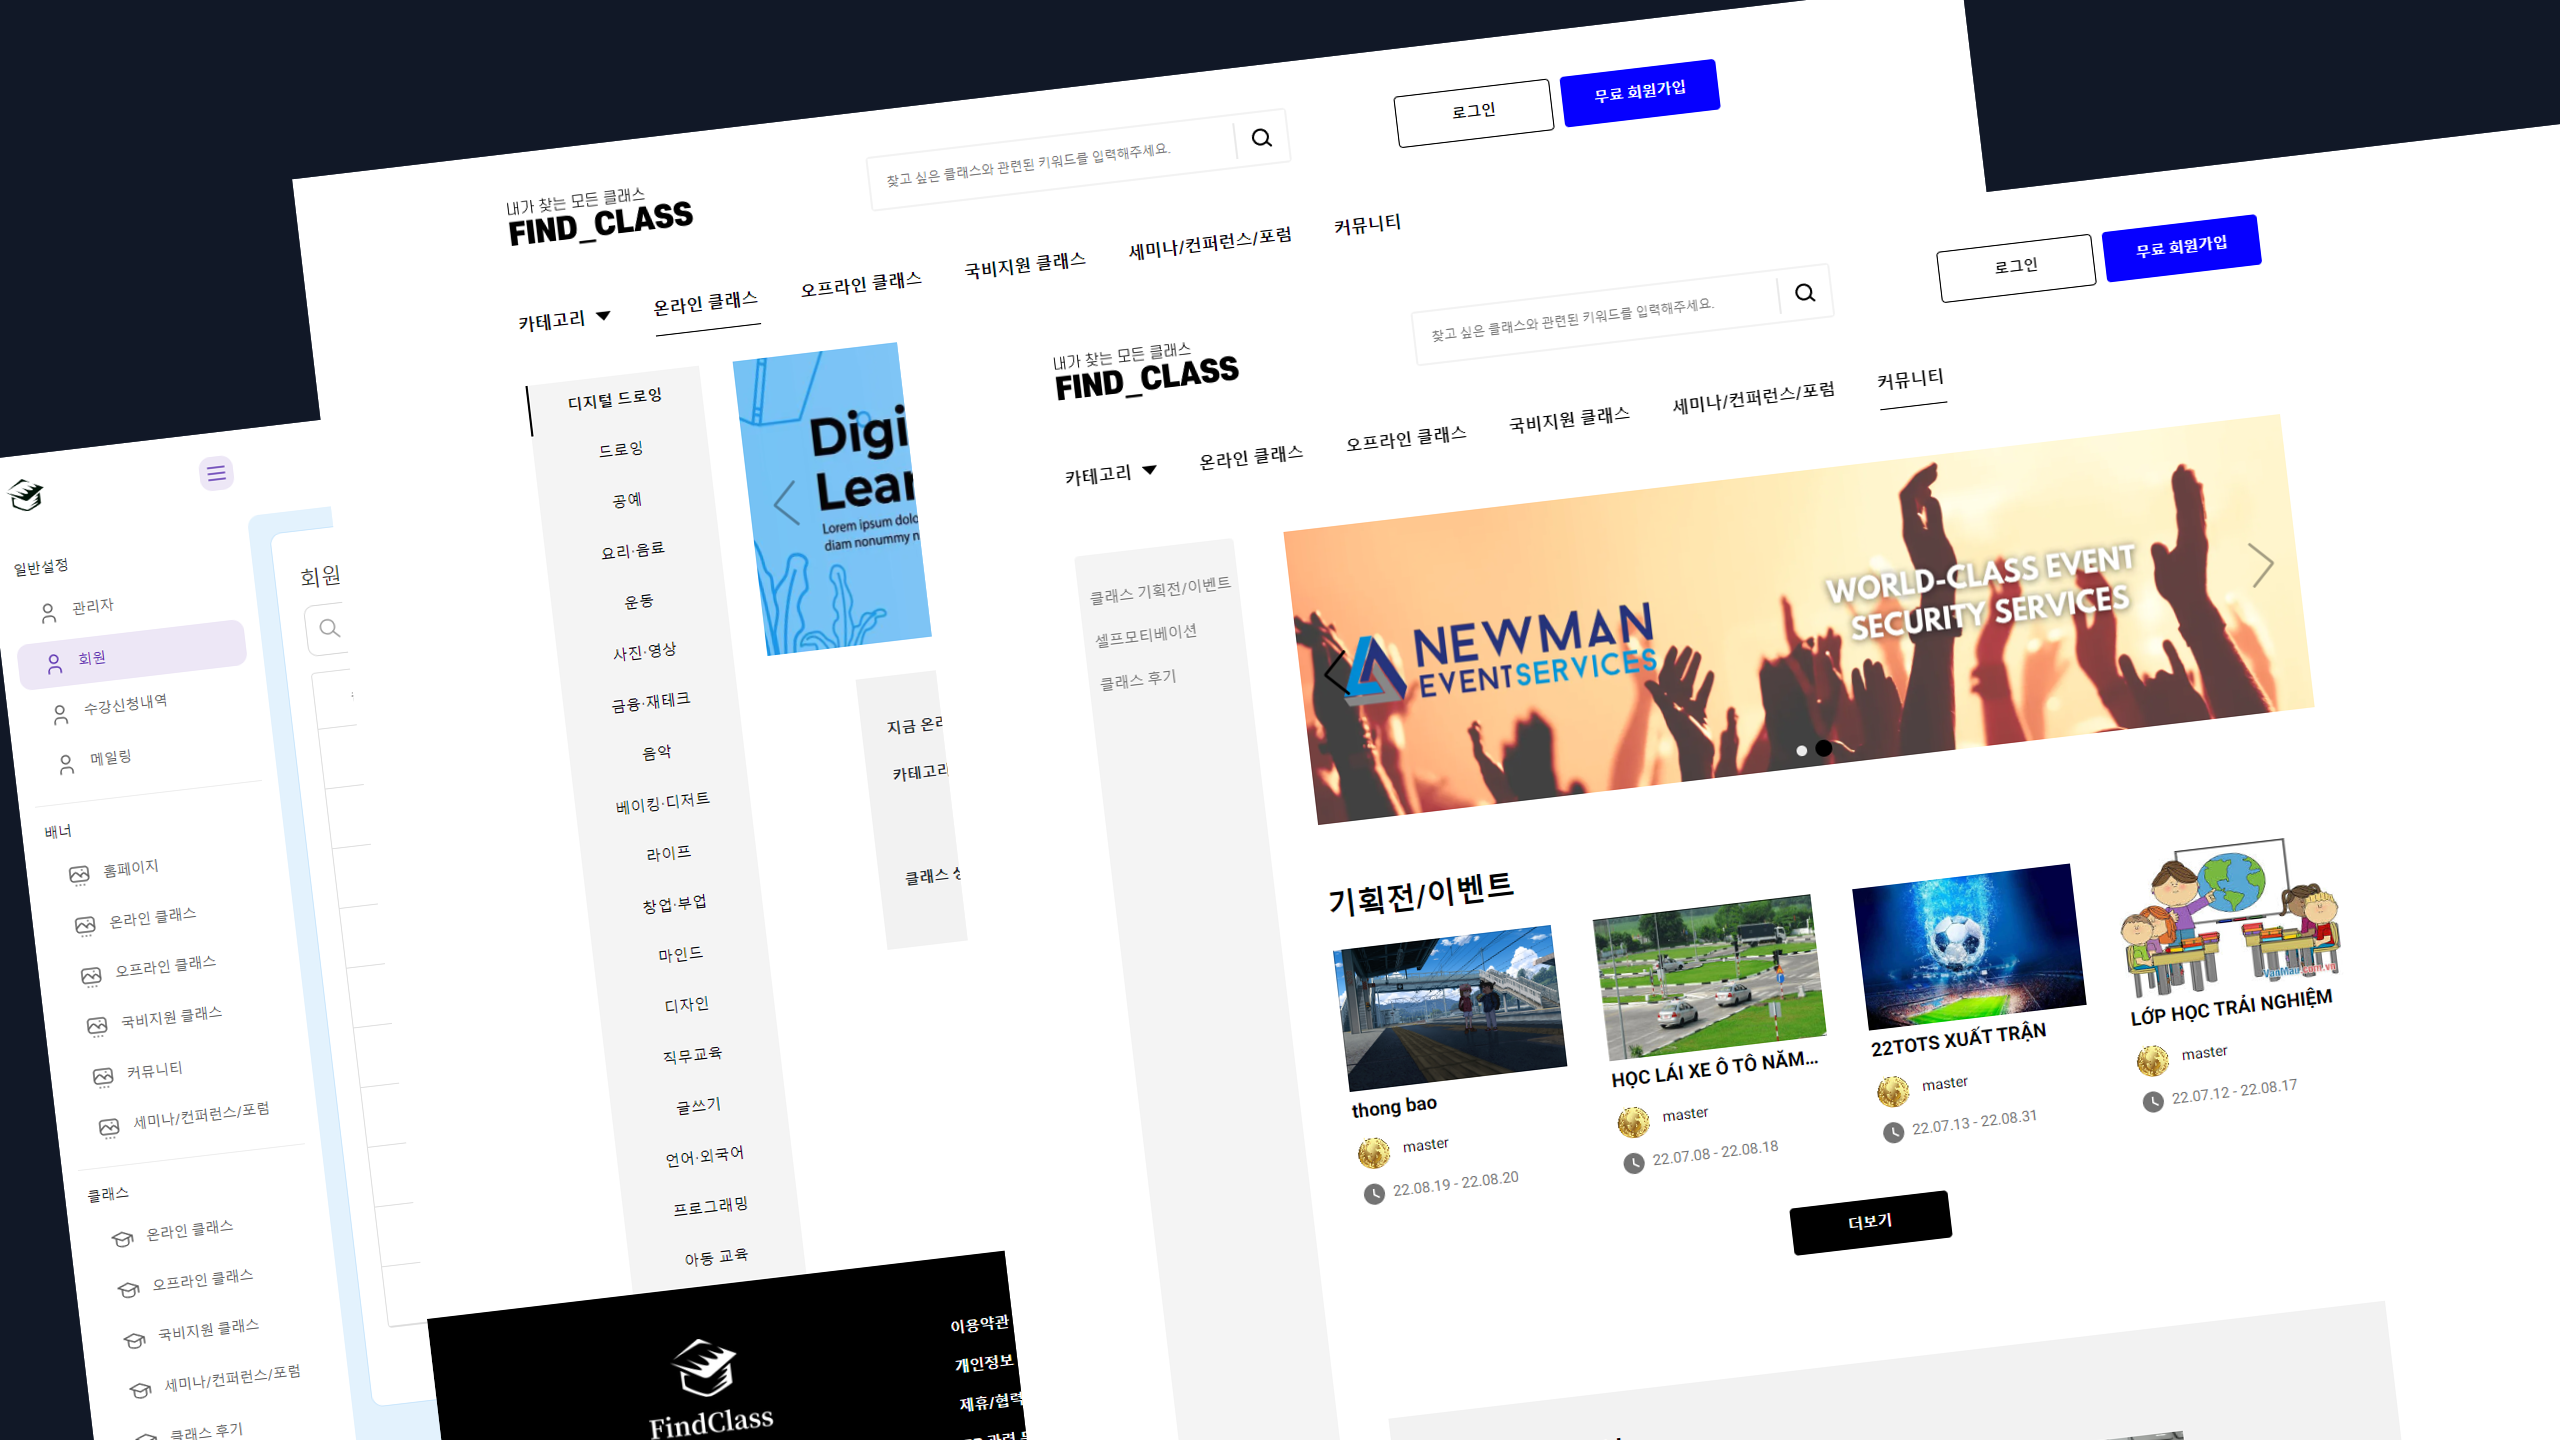 일반설정
관리자
회원
수강신청내역
메일링
배너
홈페이지
온라인 클래스
오프라인 클래스
국비지원 클래스
커뮤니티
세미나/컨퍼런스/포럼
클래스
온라인 클래스
오프라인 클래스
국비지원 클래스
세미나/컨퍼런스/포럼
클래스 후기
회원
내가 찾는 모든 클래스
FIND_CLASS
찾고 싶은 클래스와 관련된 키워드를 입력해주세요.
로그인
무료 회원가입
카테고리
온라인 클래스
오프라인 클래스
국비지원 클래스
세미나/컨퍼런스/포럼
커뮤니티
디지털 드로잉
드로잉
공예
요리·음료
운동
사진·영상
금융·재테크
음악
베이킹·디저트
라이프
창업·부업
마인드
디자인
직무교육
글쓰기
언어·외국어
프로그래밍
아동 교육
Digi
Lear
Lorem ipsum dolo
diam nonummy n
지금 온
카테고리
클래스
FindClass
이용약관
개인정보
제휴/협력
내가 찾는 모든 클래스
FIND_CLASS
찾고 싶은 클래스와 관련된 키워드를 입력해주세요.
로그인
무료 회원가입
카테고리
온라인 클래스
오프라인 클래스
국비지원 클래스
세미나/컨퍼런스/포럼
커뮤니티
클래스 기획전/이벤트
셀프모티베이션
클래스 후기
NEWMAN
EVENTSERVICES
WORLD-CLASS EVENT
SECURITY SERVICES
기획전/이벤트
thong bao
master
22.08.19 - 22.08.20
HỌC LÁI XE Ô TÔ NĂM...
master
22.07.08 - 22.08.18
22TOTS XUẤT TRẬN
master
22.07.13 - 22.08.31
VanMau.com.vn
LỚP HỌC TRẢI NGHIỆM
master
22.07.12 - 22.08.17
더보기